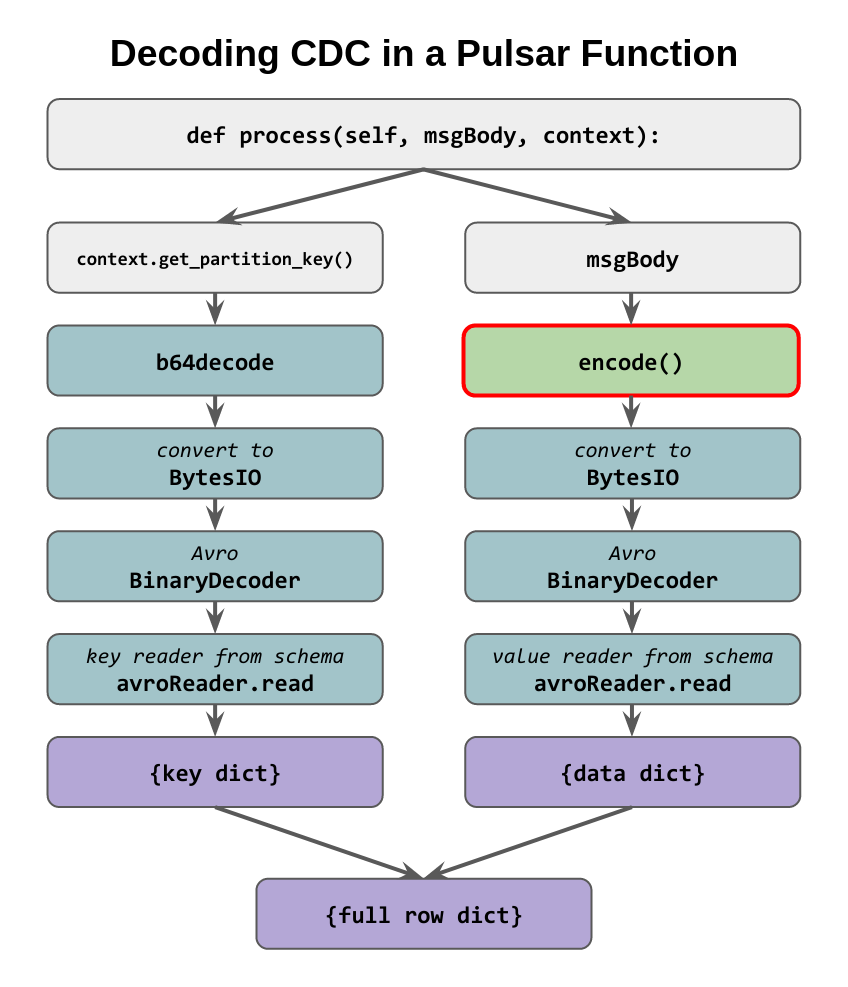 Decoding CDC in a Pulsar Function
def process(self, msgBody, context):
context.get_partition_key()
msgBody
b64decode
encode()
convert to
BytesIO
convert to
BytesIO
Avro
BinaryDecoder
Avro
BinaryDecoder
key reader from schema
avroReader.read
value reader from schema
avroReader.read
{key dict}
{data dict}
{full row dict}